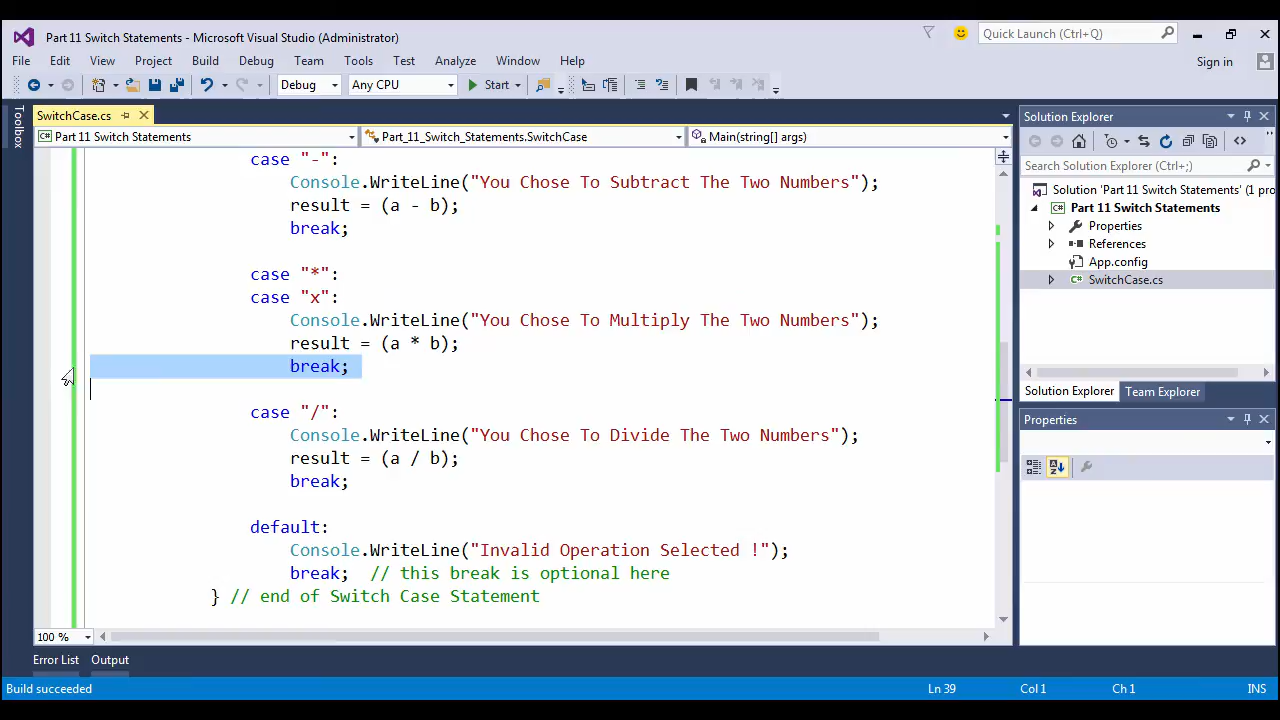 Part 11 Switch Statements - Microsoft Visual Studio (Administrator)
Quick Launch (Ctrl+Q)
File Edit View Project Build Debug Team Tools Test Analyze Window Help
Sign in
Debug Any CPU Start
Toolbox
SwitchCase.cs
Part 11 Switch Statements Part_11_Switch_Statements.SwitchCase Main(string[] args)
case "-":
Console.WriteLine("You Chose To Subtract The Two Numbers");
result = (a - b);
break;
case "*":
case "x":
Console.WriteLine("You Chose To Multiply The Two Numbers");
result = (a * b);
break;
case "/":
Console.WriteLine("You Chose To Divide The Two Numbers");
result = (a / b);
break;
default:
Console.WriteLine("Invalid Operation Selected !");
break;  // this break is optional here
} // end of Switch Case Statement
100 %
Solution Explorer
Search Solution Explorer (Ctrl+;)
Solution 'Part 11 Switch Statements' (1 pro
Part 11 Switch Statements
Properties
References
App.config
SwitchCase.cs
Solution Explorer Team Explorer
Properties
Error List Output
Build succeeded Ln 39 Col 1 Ch 1 INS